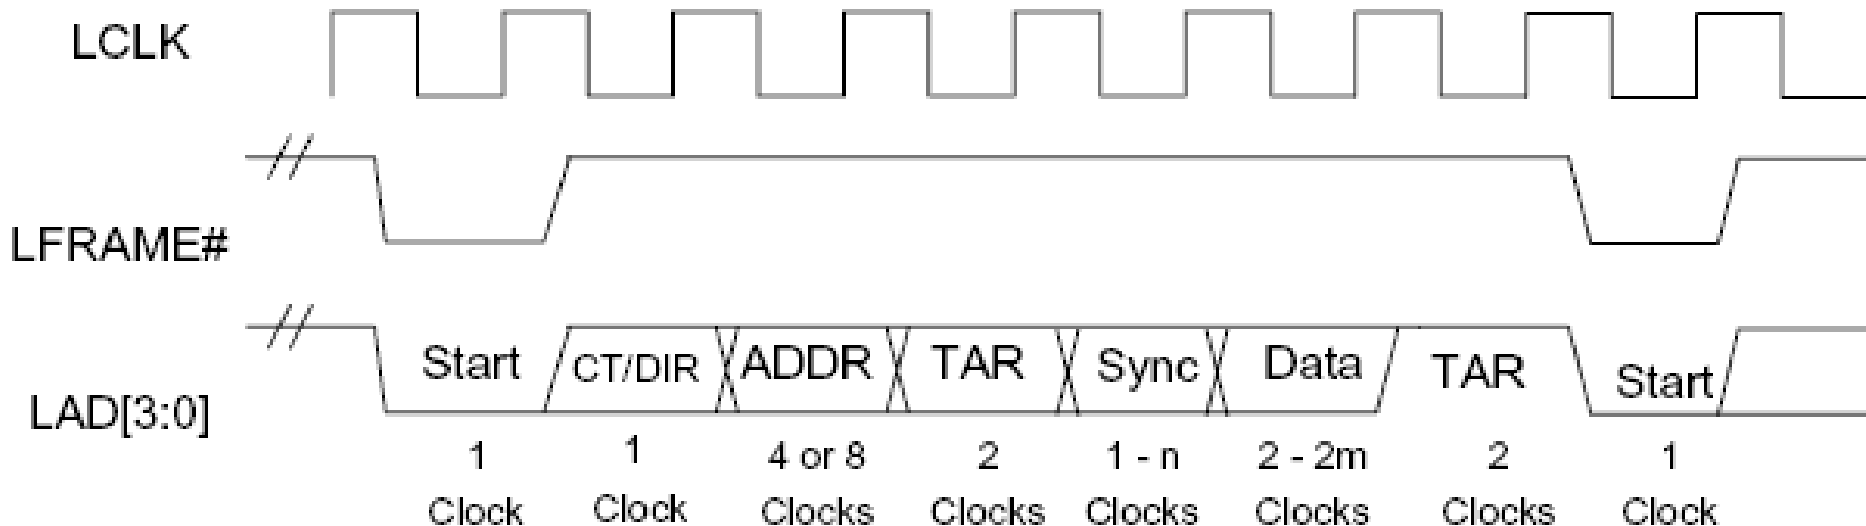 LCLK
LFRAME#
LAD[3:0]
Start CT/DIR ADDR TAR Sync Data TAR Start
1 1 4 or 8 2 1 - n 2 - 2m 2 1
Clock Clock Clocks Clocks Clocks Clocks Clocks Clock